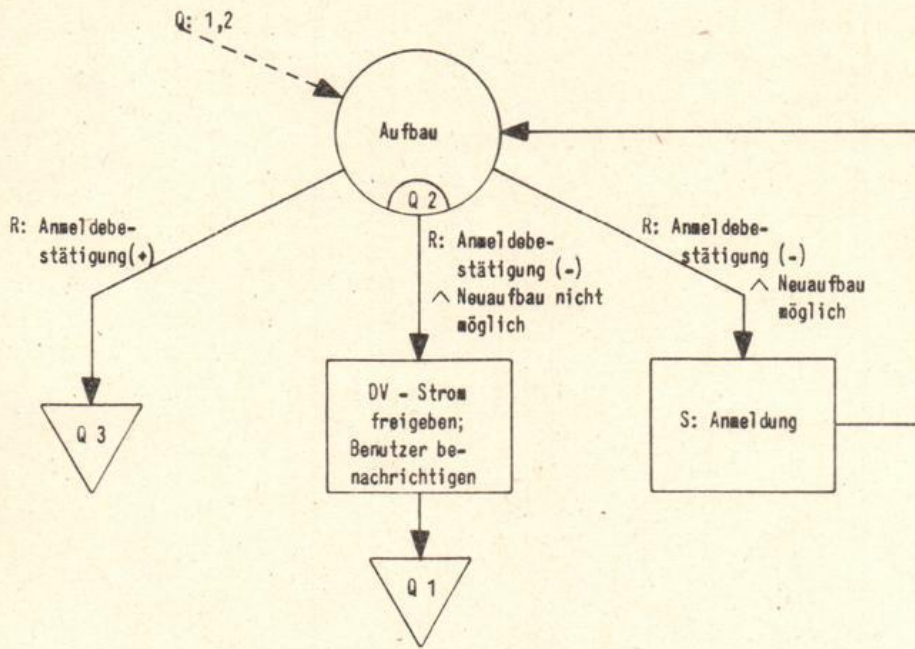 Q: 1,2
Aufbau
Q 2
R: Anmeldebe-
stätigung(+)
R: Anmeldebe-
stätigung (-)
∧ Neuaufbau nicht
möglich
R: Anmeldebe-
stätigung (-)
∧ Neuaufbau
möglich
Q 3
DV - Strom
freigeben;
Benutzer be-
nachrichtigen
S: Anmeldung
Q 1